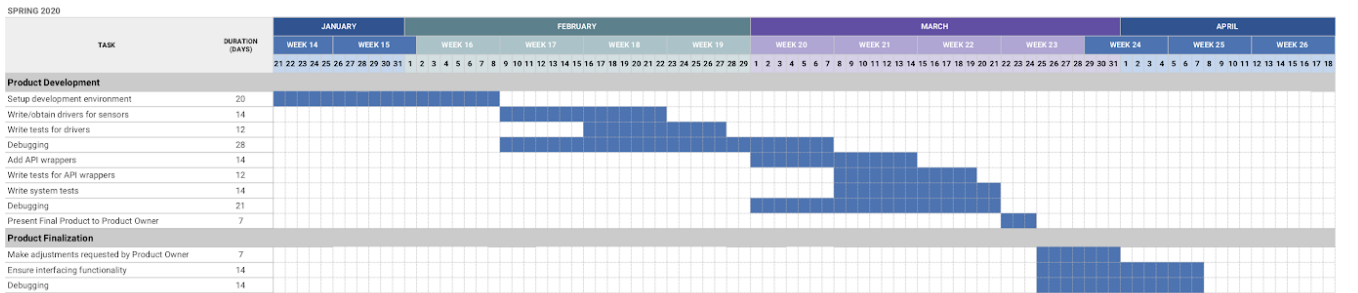 SPRING 2020
JANUARY FEBRUARY MARCH APRIL
TASK DURATION (DAYS) WEEK 14 WEEK 15 WEEK 16 WEEK 17 WEEK 18 WEEK 19 WEEK 20 WEEK 21 WEEK 22 WEEK 23 WEEK 24 WEEK 25 WEEK 26
21 22 23 24 25 26 27 28 29 30 31 1 2 3 4 5 6 7 8 9 10 11 12 13 14 15 16 17 18 19 20 21 22 23 24 25 26 27 28 29 1 2 3 4 5 6 7 8 9 10 11 12 13 14 15 16 17 18 19 20 21 22 23 24 25 26 27 28 29 30 31 1 2 3 4 5 6 7 8 9 10 11 12 13 14 15 16 17 18
Product Development
Setup development environment 20
Write/obtain drivers for sensors 14
Write tests for drivers 12
Debugging 28
Add API wrappers 14
Write tests for API wrappers 12
Write system tests 14
Debugging 21
Present Final Product to Product Owner 7
Product Finalization
Make adjustments requested by Product Owner 7
Ensure interfacing functionality 14
Debugging 14